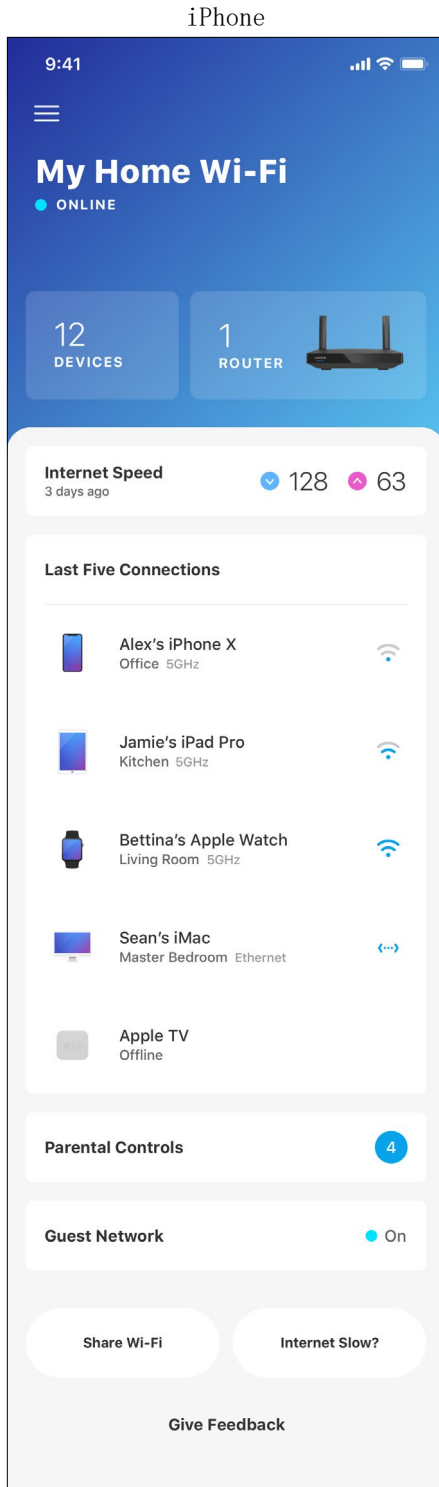 iPhone
9:41
My Home Wi-Fi
ONLINE
12
DEVICES
1
ROUTER
Internet Speed
3 days ago
128
63
Last Five Connections
Alex’s iPhone X
Office 5GHz
Jamie’s iPad Pro
Kitchen 5GHz
Bettina’s Apple Watch
Living Room 5GHz
Sean’s iMac
Master Bedroom Ethernet
Apple TV
Offline
Parental Controls
4
Guest Network
On
Share Wi-Fi
Internet Slow?
Give Feedback